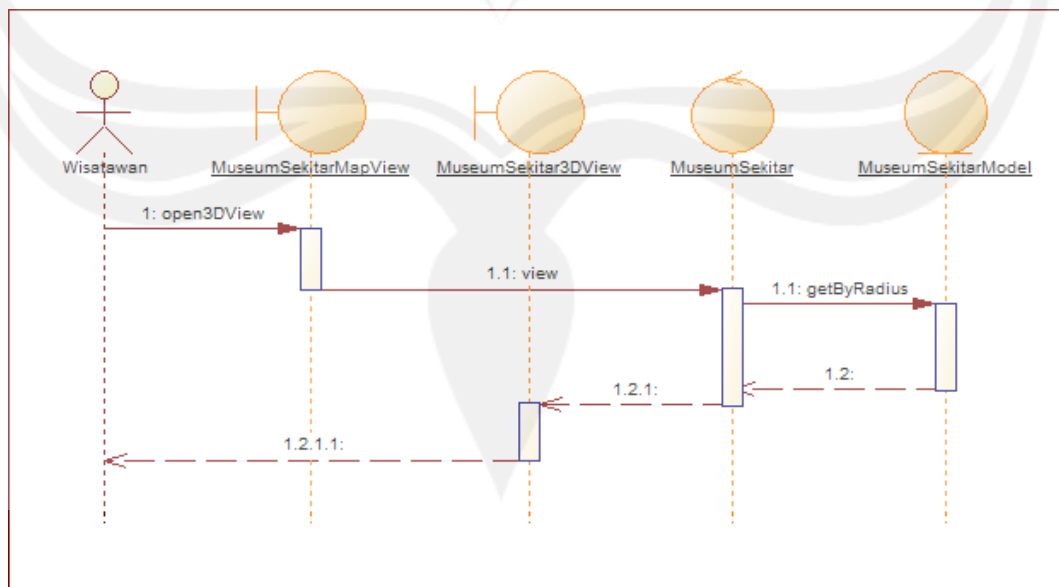 Wisatawan
MuseumSekitarMapView
MuseumSekitar3DView
MuseumSekitar
MuseumSekitarModel
1: open3DView
1.1: view
1.1: getByRadius
1.2:
1.2.1:
1.2.1.1: